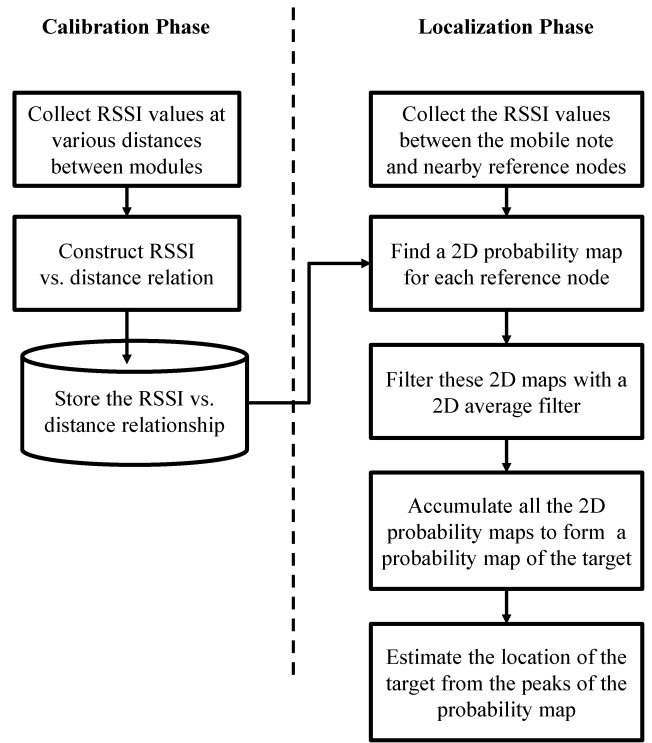 Calibration Phase
Collect RSSI values at
various distances
between modules
Construct RSSI
vs. distance relation
Store the RSSI vs.
distance relationship
Localization Phase
Collect the RSSI values
between the mobile note
and nearby reference nodes
Find a 2D probability map
for each reference node
Filter these 2D maps with a
2D average filter
Accumulate all the 2D
probability maps to form a
probability map of the target
Estimate the location of the
target from the peaks of the
probability map